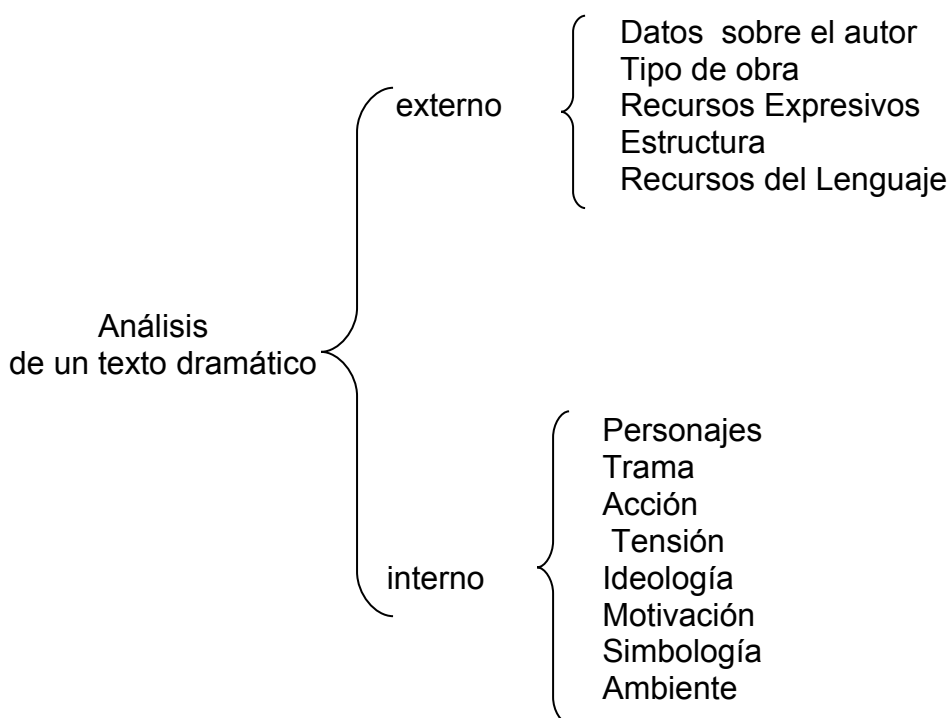 Análisis
de un texto dramático
externo
Datos sobre el autor
Tipo de obra
Recursos Expresivos
Estructura
Recursos del Lenguaje
interno
Personajes
Trama
Acción
Tensión
Ideología
Motivación
Simbología
Ambiente